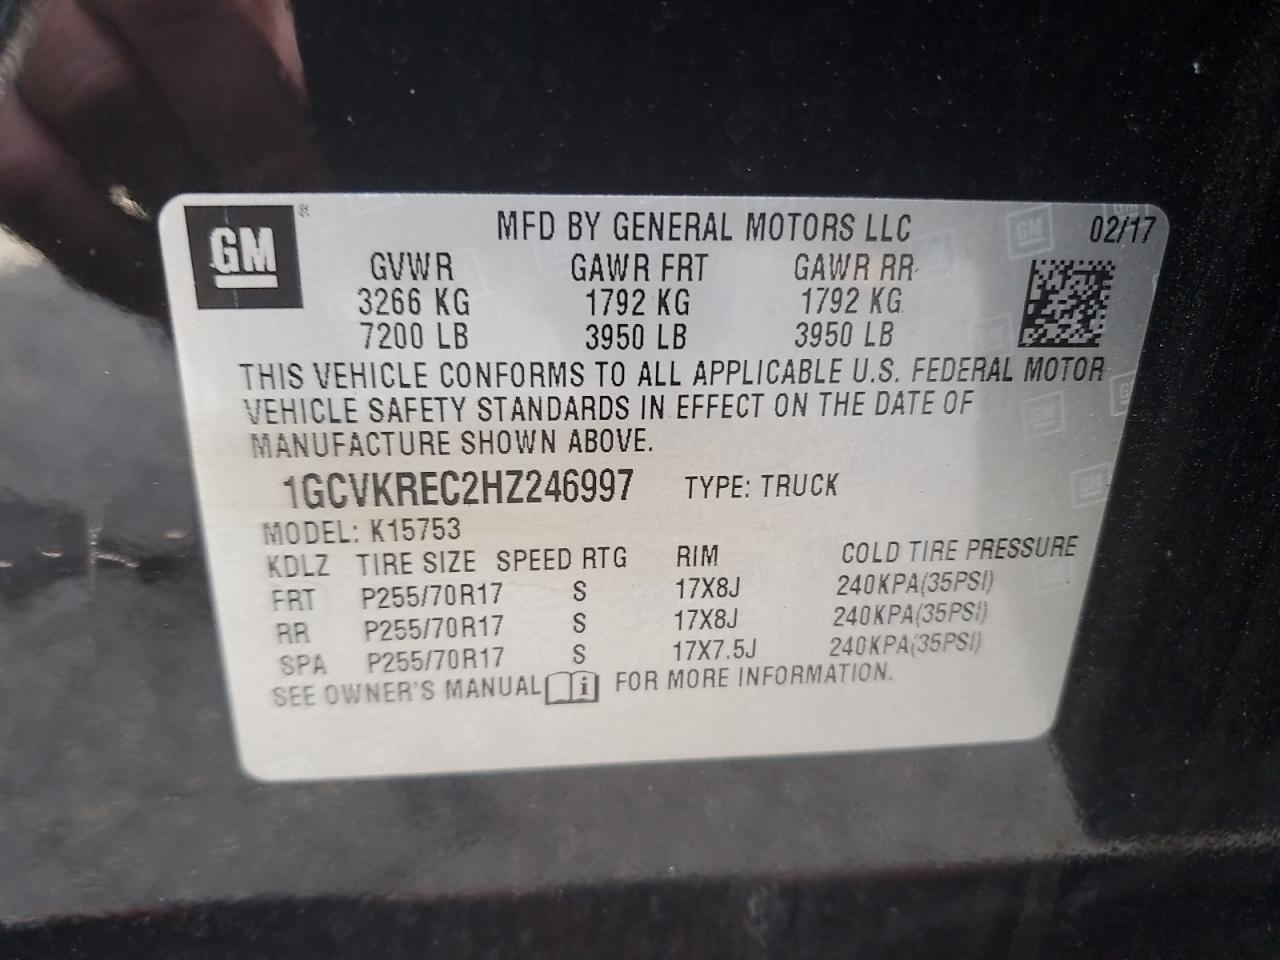 GM ®
MFD BY GENERAL MOTORS LLC 02/17
GVWR GAWR FRT GAWR RR
3266 KG 1792 KG 1792 KG
7200 LB 3950 LB 3950 LB
THIS VEHICLE CONFORMS TO ALL APPLICABLE U.S. FEDERAL MOTOR
VEHICLE SAFETY STANDARDS IN EFFECT ON THE DATE OF
MANUFACTURE SHOWN ABOVE.
1GCVKREC2HZ246997 TYPE: TRUCK
MODEL: K15753
KDLZ TIRE SIZE SPEED RTG RIM COLD TIRE PRESSURE
FRT P255/70R17 S 17X8J 240KPA(35PSI)
RR P255/70R17 S 17X8J 240KPA(35PSI)
SPA P255/70R17 S 17X7.5J 240KPA(35PSI)
SEE OWNER'S MANUAL i FOR MORE INFORMATION.